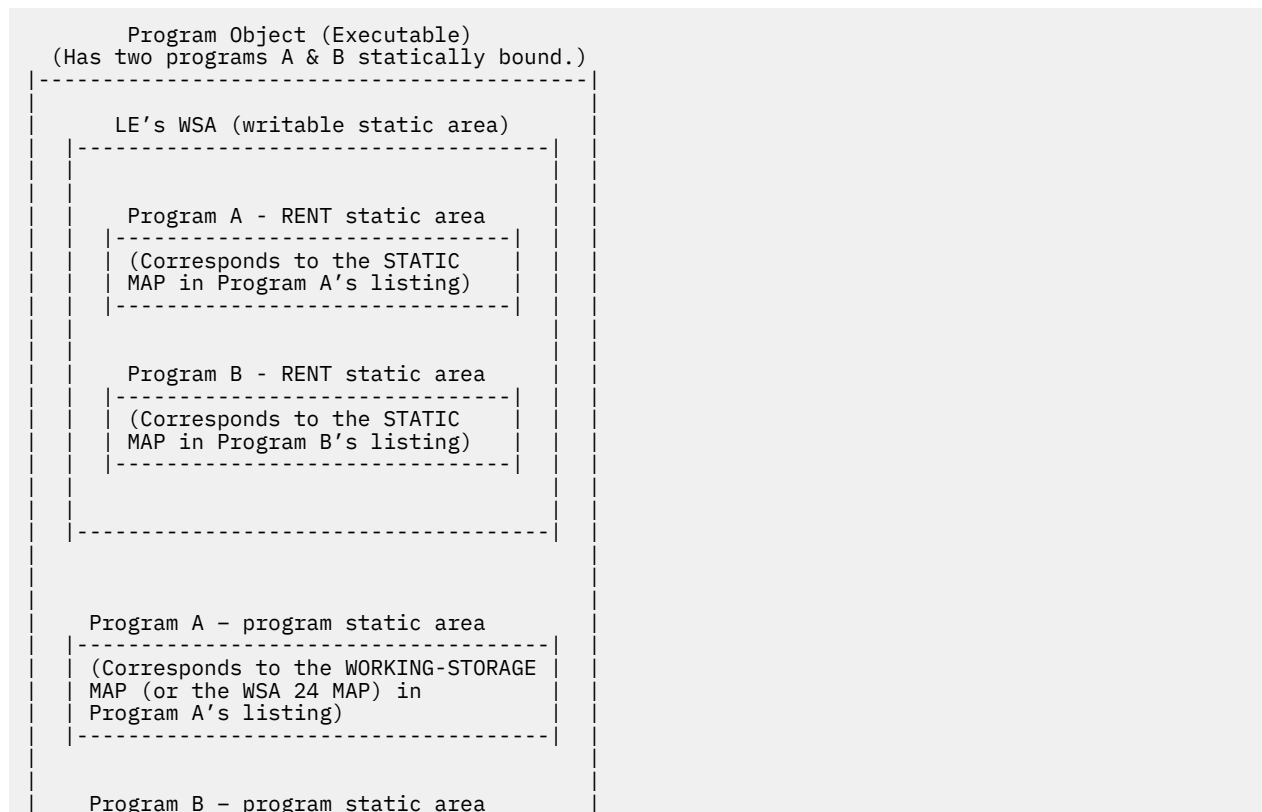 Program Object (Executable)
(Has two programs A & B statically bound.)
|-------------------------------------------|
LE’s WSA (writable static area)
|-------------------------------------|
Program A - RENT static area
|-------------------------------|
(Corresponds to the STATIC
MAP in Program A’s listing)
|-------------------------------|
Program B - RENT static area
|-------------------------------|
(Corresponds to the STATIC
MAP in Program B’s listing)
|-------------------------------|
|-------------------------------------|
Program A – program static area
|-------------------------------------|
(Corresponds to the WORKING-STORAGE
MAP (or the WSA 24 MAP) in
Program A’s listing)
|-------------------------------------|
Program B – program static area